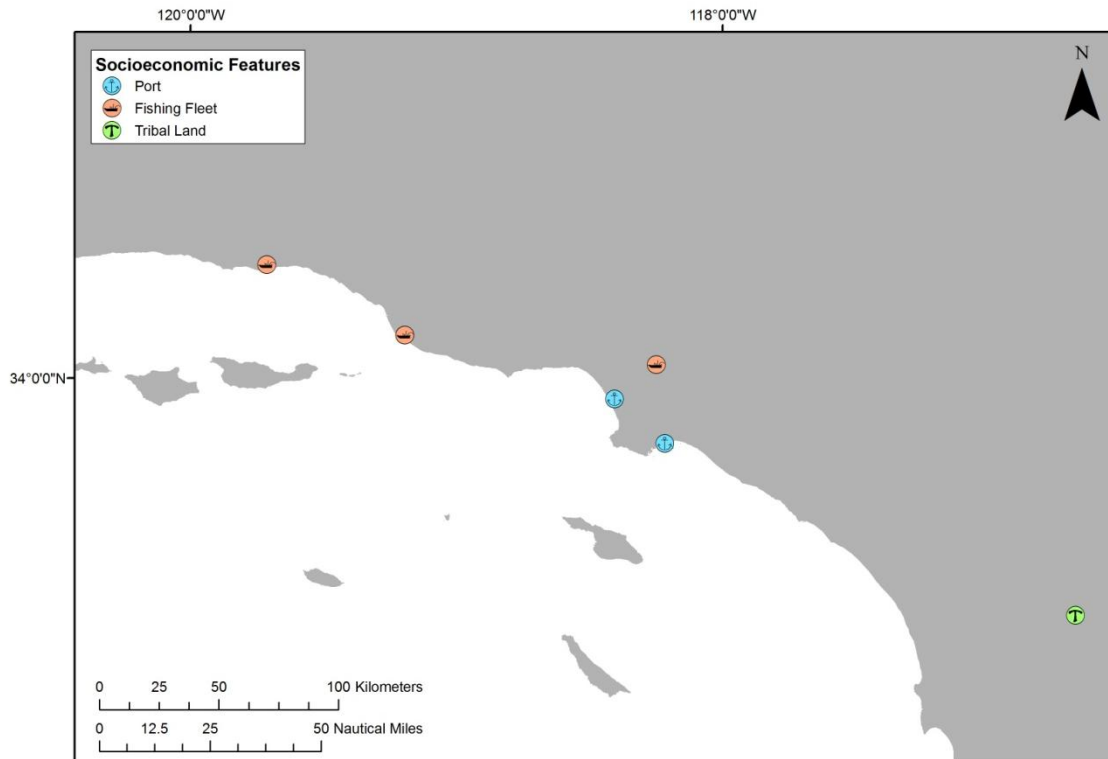 120°0'0"W 118°0'0"W
Socioeconomic Features
Port
Fishing Fleet
Tribal Land
N
34°0'0"N
0 25 50 100 Kilometers
0 12.5 25 50 Nautical Miles